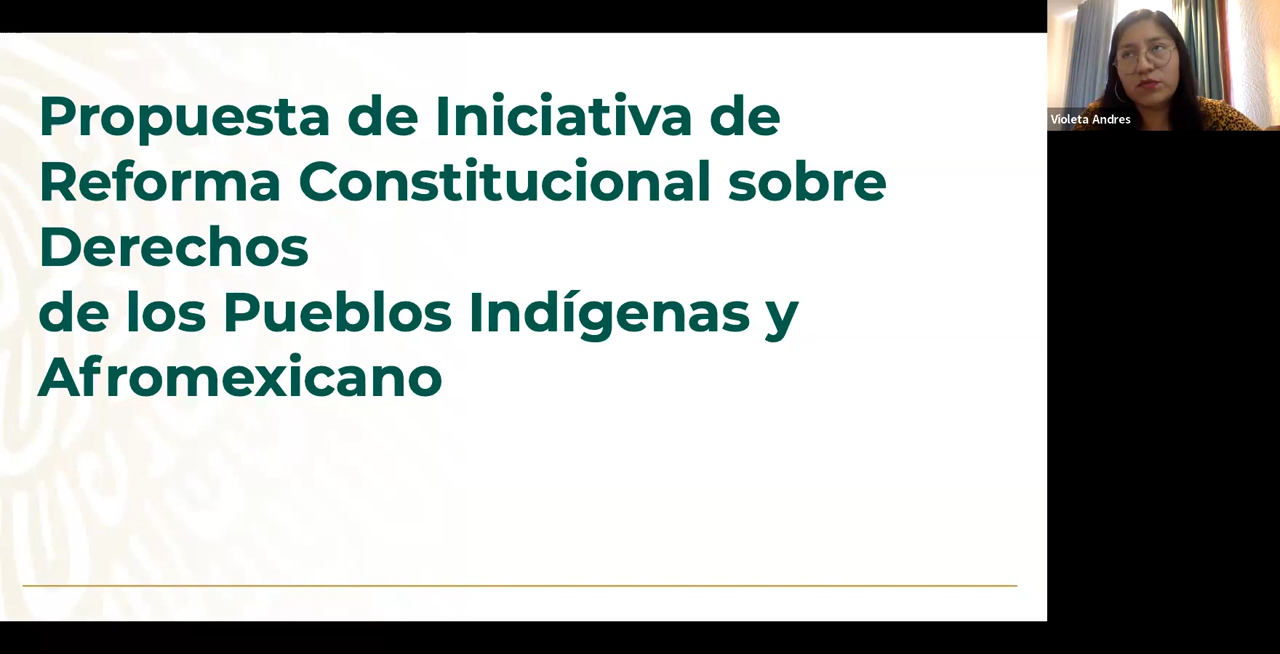 Propuesta de Iniciativa de
Reforma Constitucional sobre
Derechos
de los Pueblos Indígenas y
Afromexicano
Violeta Andres